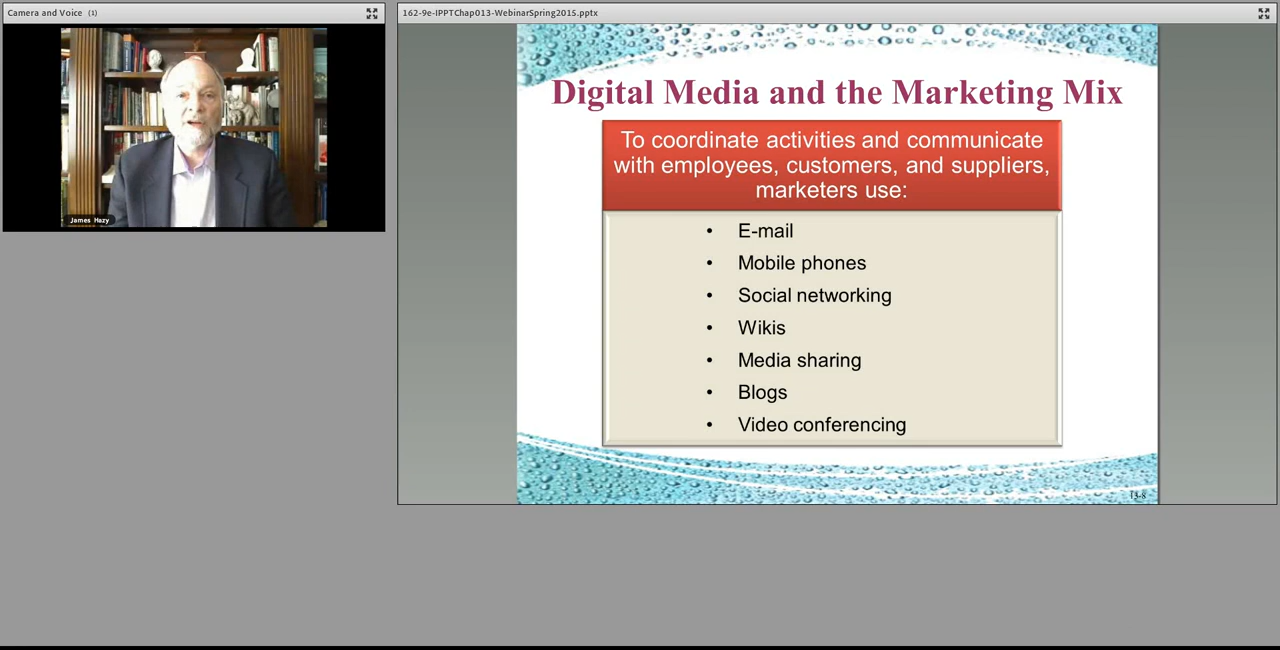 Camera and Voice (1)
James Hazy
162-9e-IPPTChap013-WebinarSpring2015.pptx
Digital Media and the Marketing Mix
To coordinate activities and communicate
with employees, customers, and suppliers,
marketers use:
• E-mail
• Mobile phones
• Social networking
• Wikis
• Media sharing
• Blogs
• Video conferencing
13-8